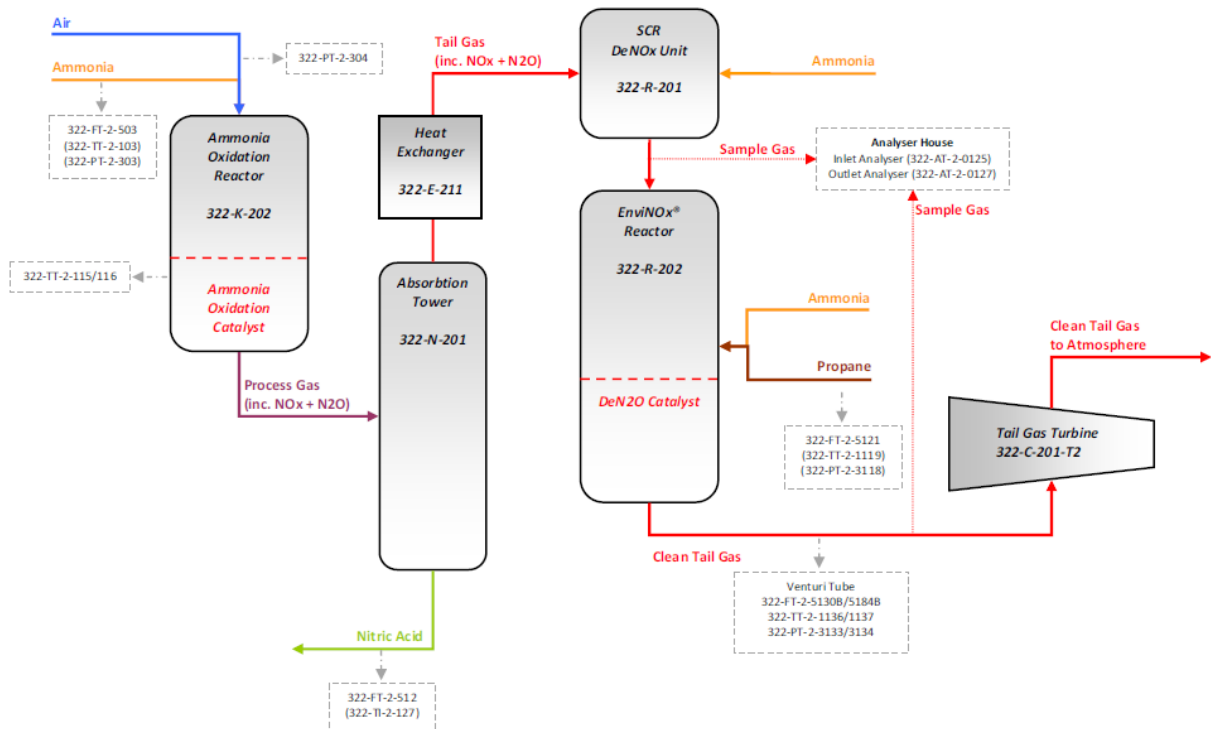 Air
322-PT-2-304
Ammonia
322-FT-2-503
(322-TT-2-103)
(322-PT-2-303)
Ammonia
Oxidation
Reactor
322-K-202
322-TT-2-115/116
Ammonia
Oxidation
Catalyst
Process Gas
(inc. NOx + N2O)
Tail Gas
(inc. NOx + N2O)
Heat
Exchanger
322-E-211
Absorbtion
Tower
322-N-201
Nitric Acid
322-FT-2-512
(322-TI-2-127)
SCR
DeNOx Unit
322-R-201
Ammonia
Sample Gas
Analyser House
Inlet Analyser (322-AT-2-0125)
Outlet Analyser (322-AT-2-0127)
Sample Gas
EnviNOx®
Reactor
322-R-202
Ammonia
Propane
DeN2O Catalyst
322-FT-2-5121
(322-TT-2-1119)
(322-PT-2-3118)
Clean Tail Gas
to Atmosphere
Tail Gas Turbine
322-C-201-T2
Clean Tail Gas
Venturi Tube
322-FT-2-5130B/5184B
322-TT-2-1136/1137
322-PT-2-3133/3134